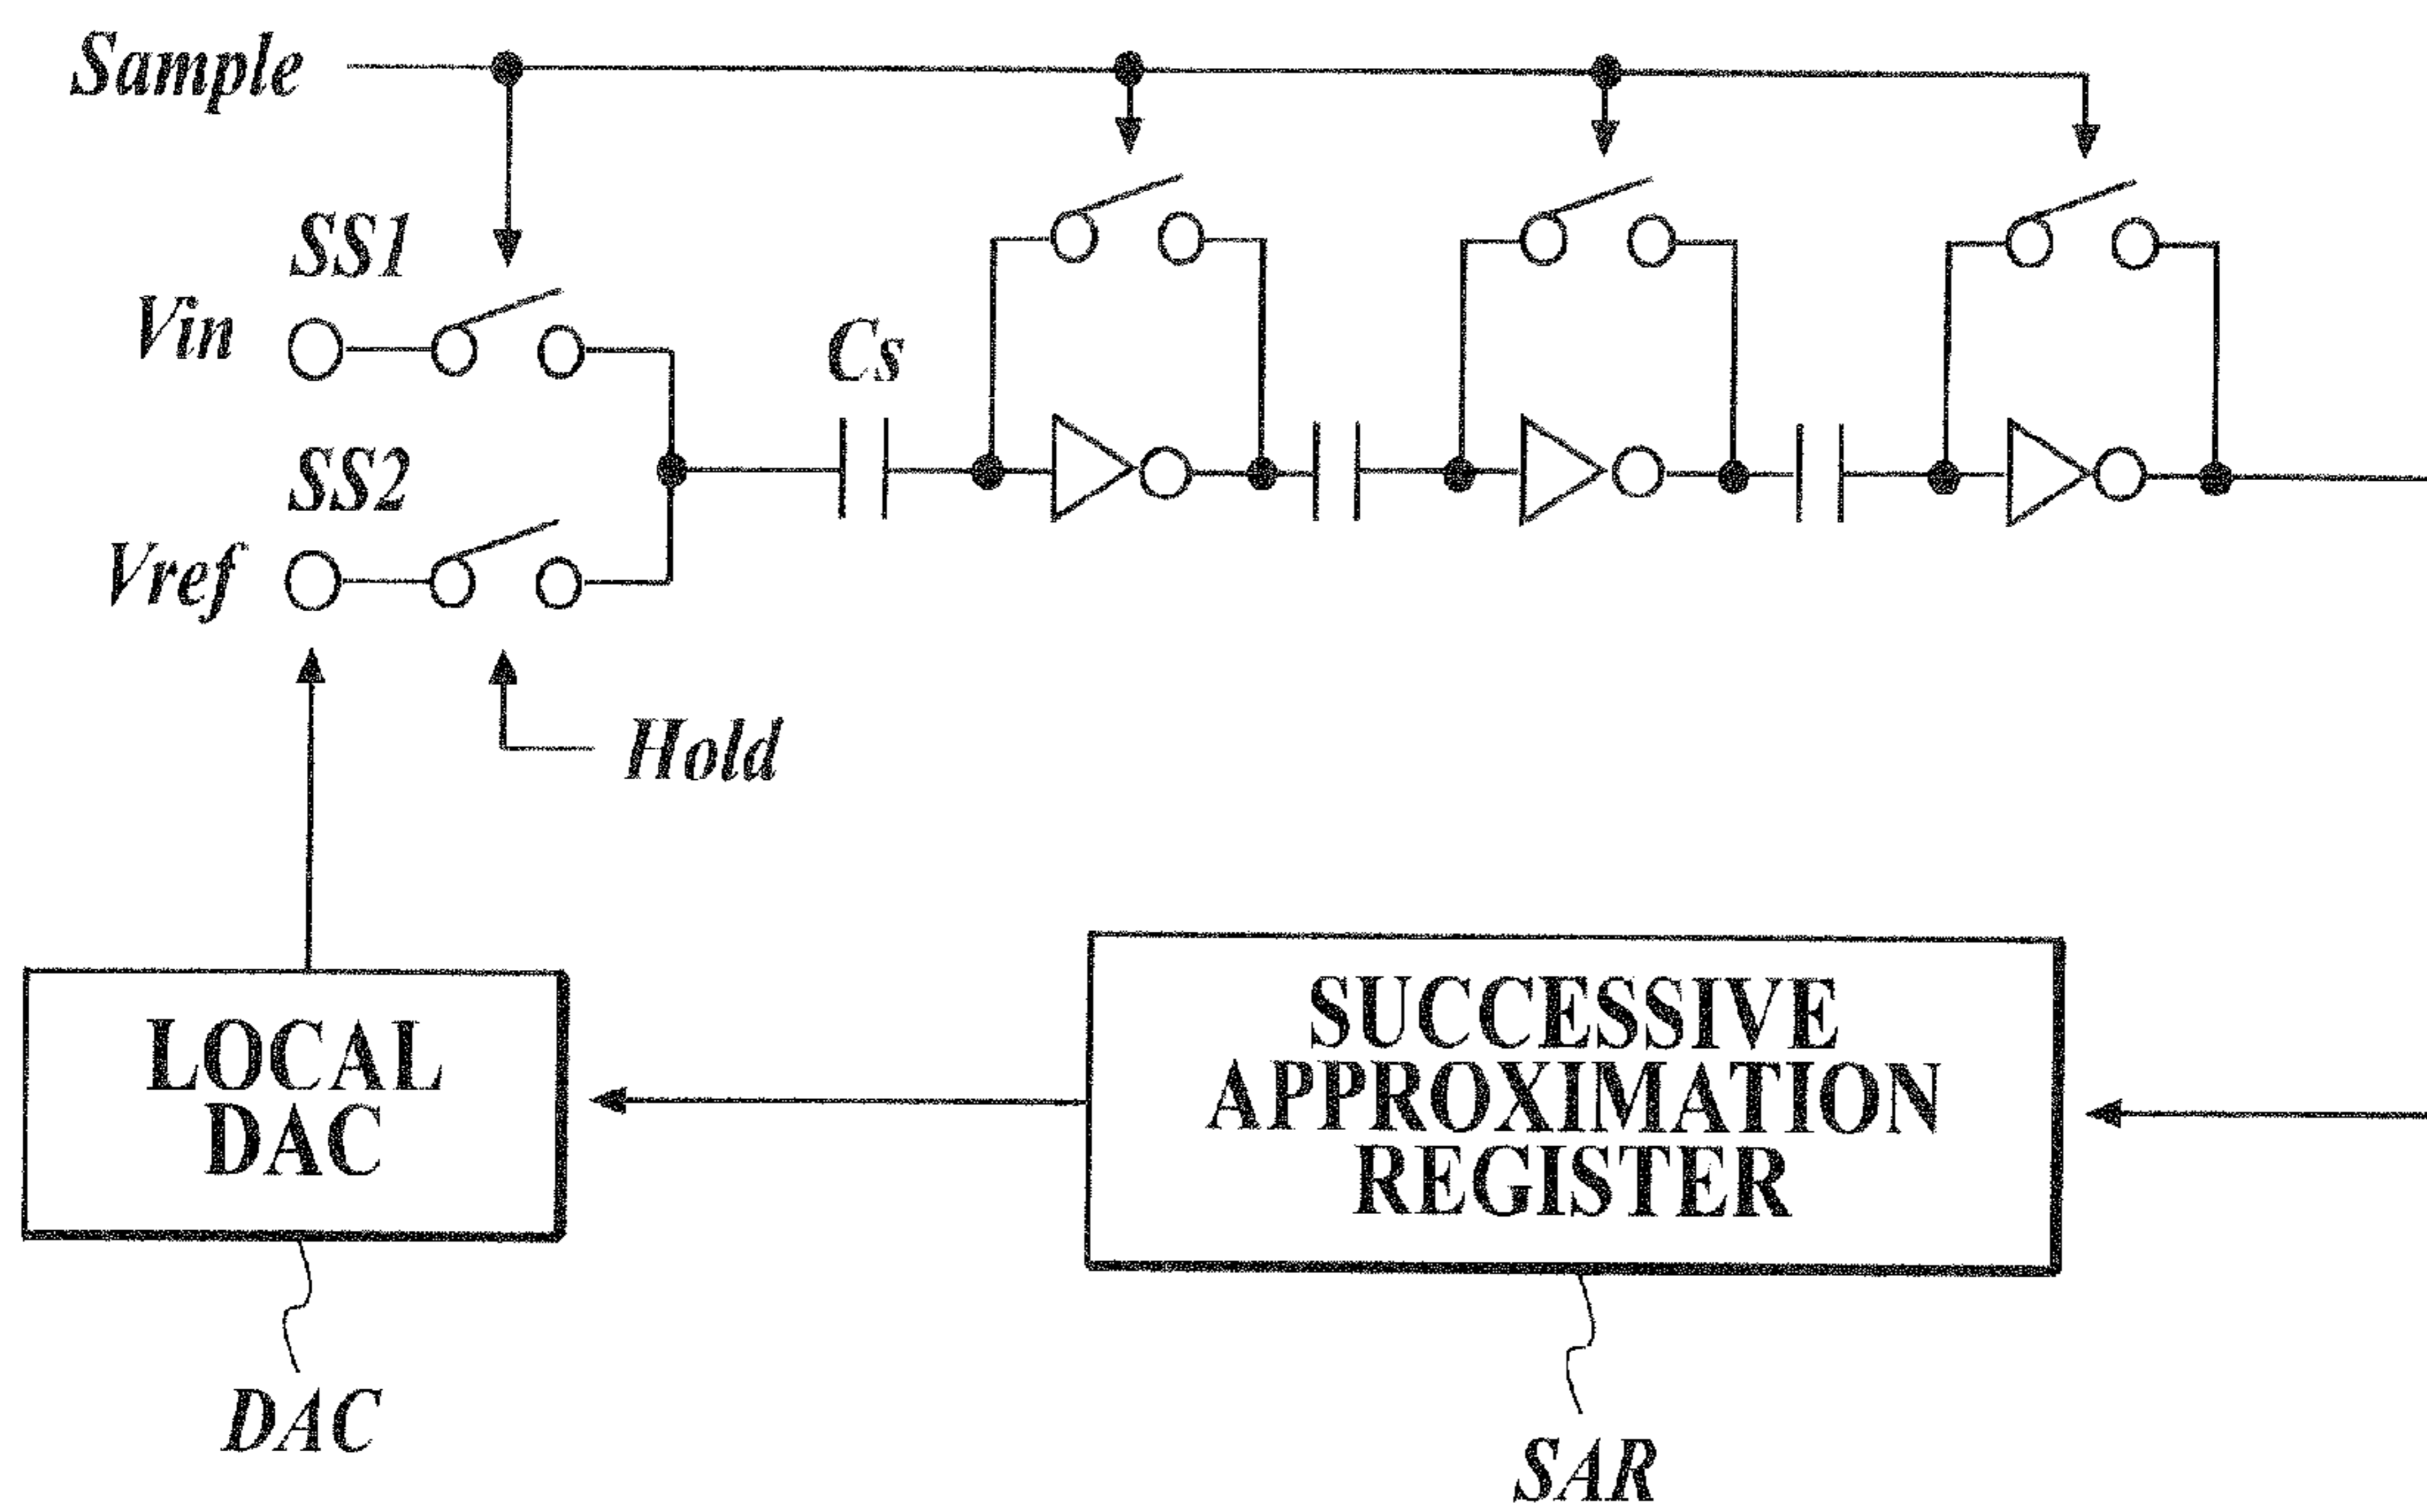 Sample
SS1
Vin
Cs
SS2
Vref
Hold
LOCAL
DAC
SUCCESSIVE
APPROXIMATION
REGISTER
DAC
SAR